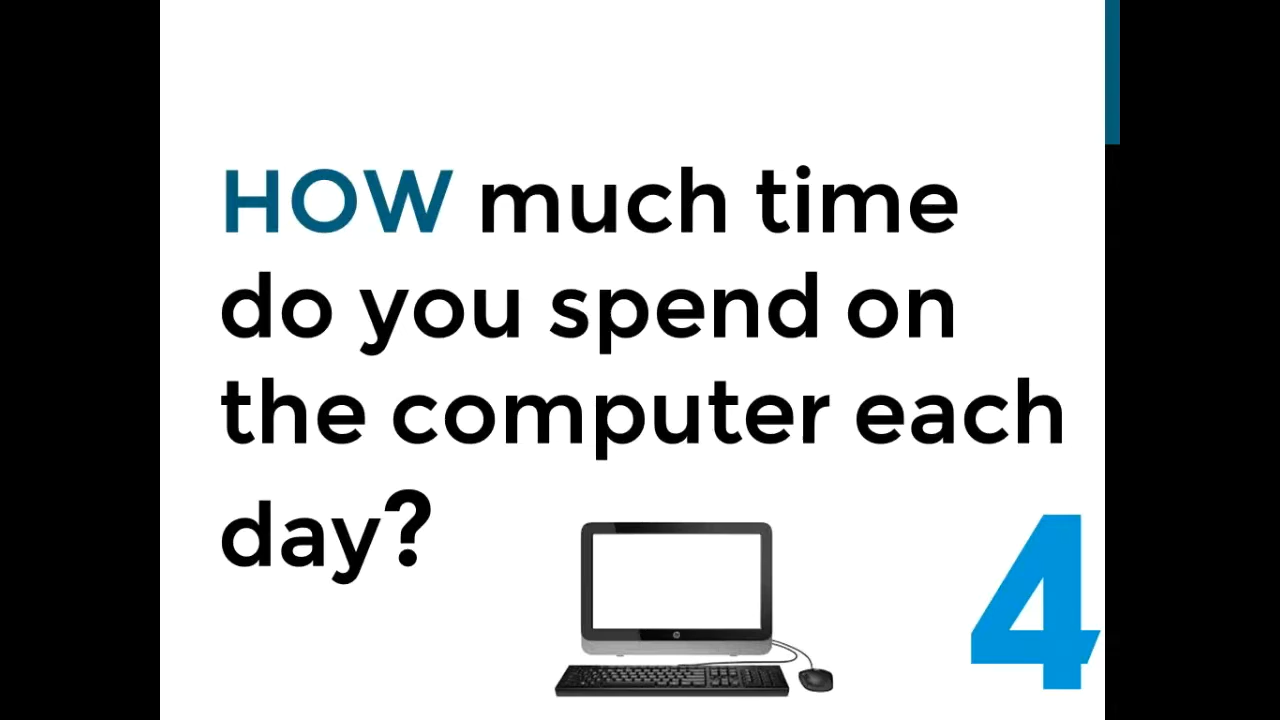 HOW much time
do you spend on
the computer each
day?
4